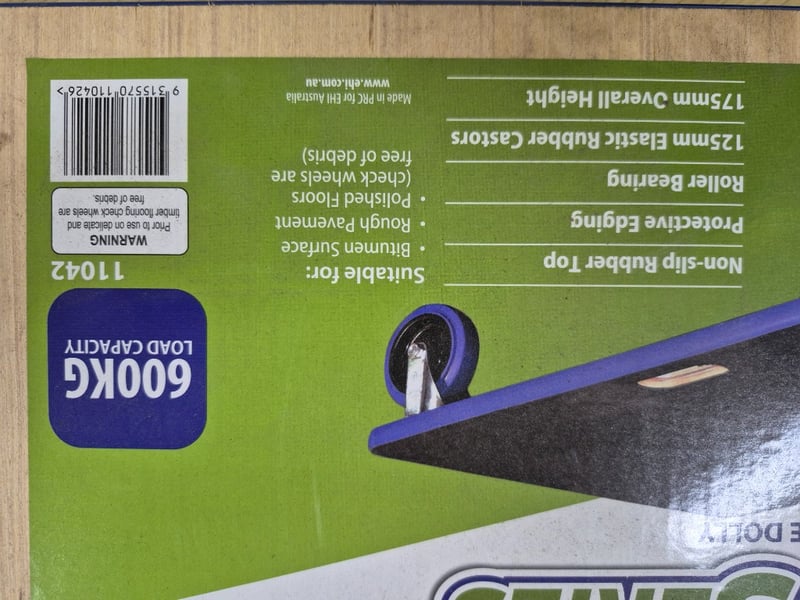 SERIES
E DOLLY
Non-slip Rubber Top
Protective Edging
Roller Bearing
125mm Elastic Rubber Castors
175mm Overall Height
Suitable for:
• Bitumen Surface
• Rough Pavement
• Polished Floors
(check wheels are
free of debris)
Made in PRC for EHI Australia
www.ehi.com.au
600KG
LOAD CAPACITY
11042
WARNING
Prior to use on delicate and
timber flooring check wheels are
free of debris.
9 315570 110426 >